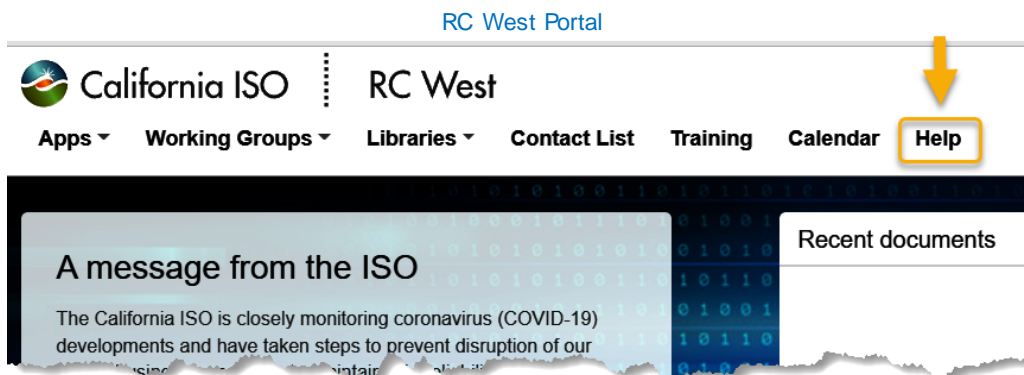 RC West Portal
California ISO RC West
Apps Working Groups Libraries Contact List Training Calendar Help
A message from the ISO
Recent documents
The California ISO is closely monitoring coronavirus (COVID-19)
developments and have taken steps to prevent disruption of our